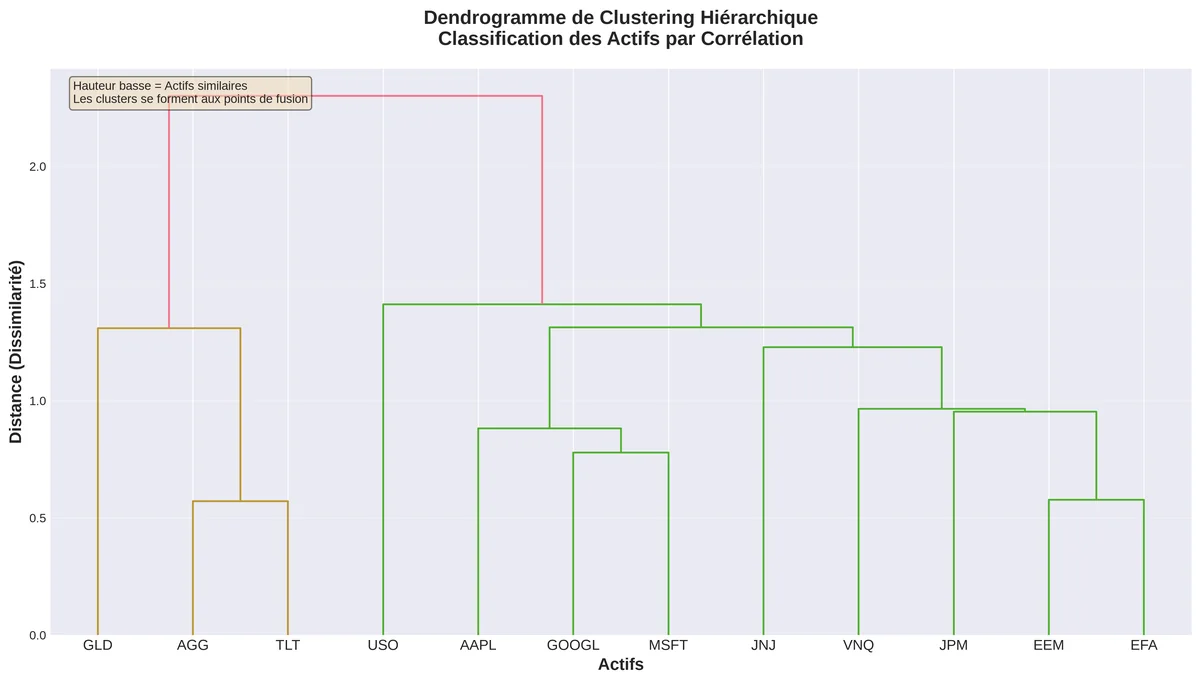 Dendrogramme de Clustering Hiérarchique
Classification des Actifs par Corrélation
Hauteur basse = Actifs similaires
Les clusters se forment aux points de fusion
Distance (Dissimilarité)
2.0
1.5
1.0
0.5
0.0
GLD AGG TLT USO AAPL GOOGL MSFT JNJ VNQ JPM EEM EFA
Actifs